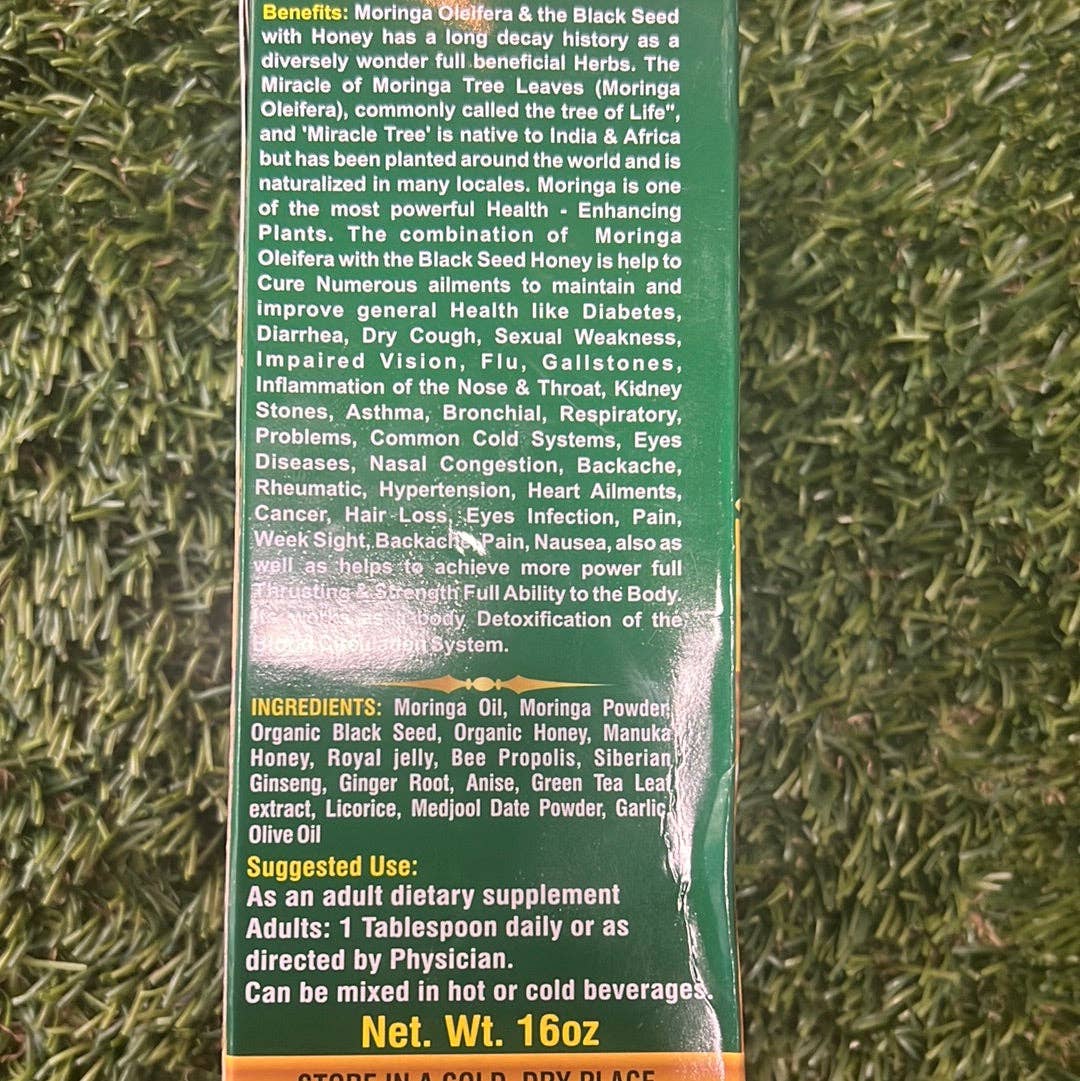 Benefits: Moringa Oleifera & the Black Seed
with Honey has a long decay history as a
diversely wonder full beneficial Herbs. The
Miracle of Moringa Tree Leaves (Moringa
Oleifera), commonly called the tree of Life",
and 'Miracle Tree' is native to India & Africa
but has been planted around the world and is
naturalized in many locales. Moringa is one
of the most powerful Health - Enhancing
Plants. The combination of Moringa
Oleifera with the Black Seed Honey is help to
Cure Numerous ailments to maintain and
improve general Health like Diabetes,
Diarrhea, Dry Cough, Sexual Weakness,
Impaired Vision, Flu, Gallstones,
Inflammation of the Nose & Throat, Kidney
Stones, Asthma, Bronchial, Respiratory,
Problems, Common Cold Systems, Eyes
Diseases, Nasal Congestion, Backache,
Rheumatic, Hypertension, Heart Ailments,
Cancer, Hair Loss, Eyes Infection, Pain,
Week Sight, Backache, Pain, Nausea, also as
well as helps to achieve more power full
Thrusting & Strength Full Ability to the Body.
works as body Detoxification of the
Blood Circulation System.
INGREDIENTS: Moringa Oil, Moringa Powder,
Organic Black Seed, Organic Honey, Manuka
Honey, Royal jelly, Bee Propolis, Siberian
Ginseng, Ginger Root, Anise, Green Tea Leaf
extract, Licorice, Medjool Date Powder, Garlic,
Olive Oil
Suggested Use:
As an adult dietary supplement
Adults: 1 Tablespoon daily or as
directed by Physician.
Can be mixed in hot or cold beverages.
Net. Wt. 16oz
STORE IN A COLD, DRY PLACE